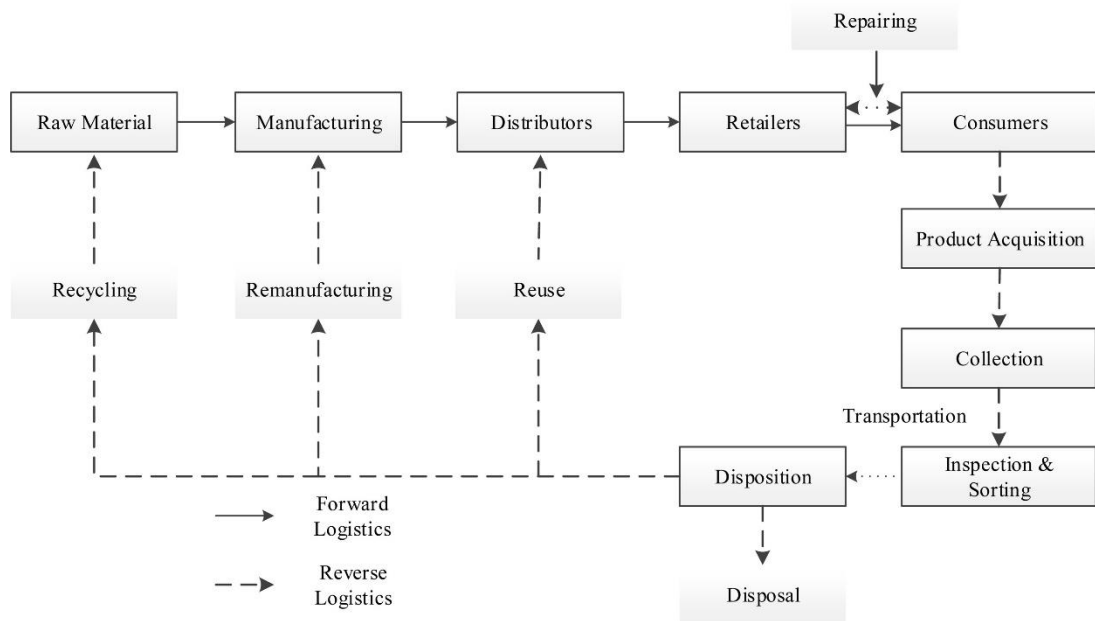 Repairing
Raw Material
Manufacturing
Distributors
Retailers
Consumers
Product Acquisition
Recycling
Remanufacturing
Reuse
Collection
Transportation
Disposition
Inspection &
Sorting
Forward
Logistics
Reverse
Logistics
Disposal